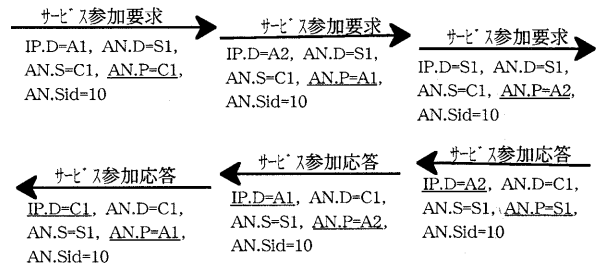 サービス参加要求
IP.D=A1, AN.D=S1,
AN.S=C1, AN.P=C1,
AN.Sid=10
サービス参加要求
IP.D=A2, AN.D=S1,
AN.S=C1, AN.P=A1,
AN.Sid=10
サービス参加要求
IP.D=S1, AN.D=S1,
AN.S=C1, AN.P=A2,
AN.Sid=10
サービス参加応答
IP.D=C1, AN.D=C1,
AN.S=S1, AN.P=A1,
AN.Sid=10
サービス参加応答
IP.D=A1, AN.D=C1,
AN.S=S1, AN.P=A2,
AN.Sid=10
サービス参加応答
IP.D=A2, AN.D=C1,
AN.S=S1, AN.P=S1,
AN.Sid=10